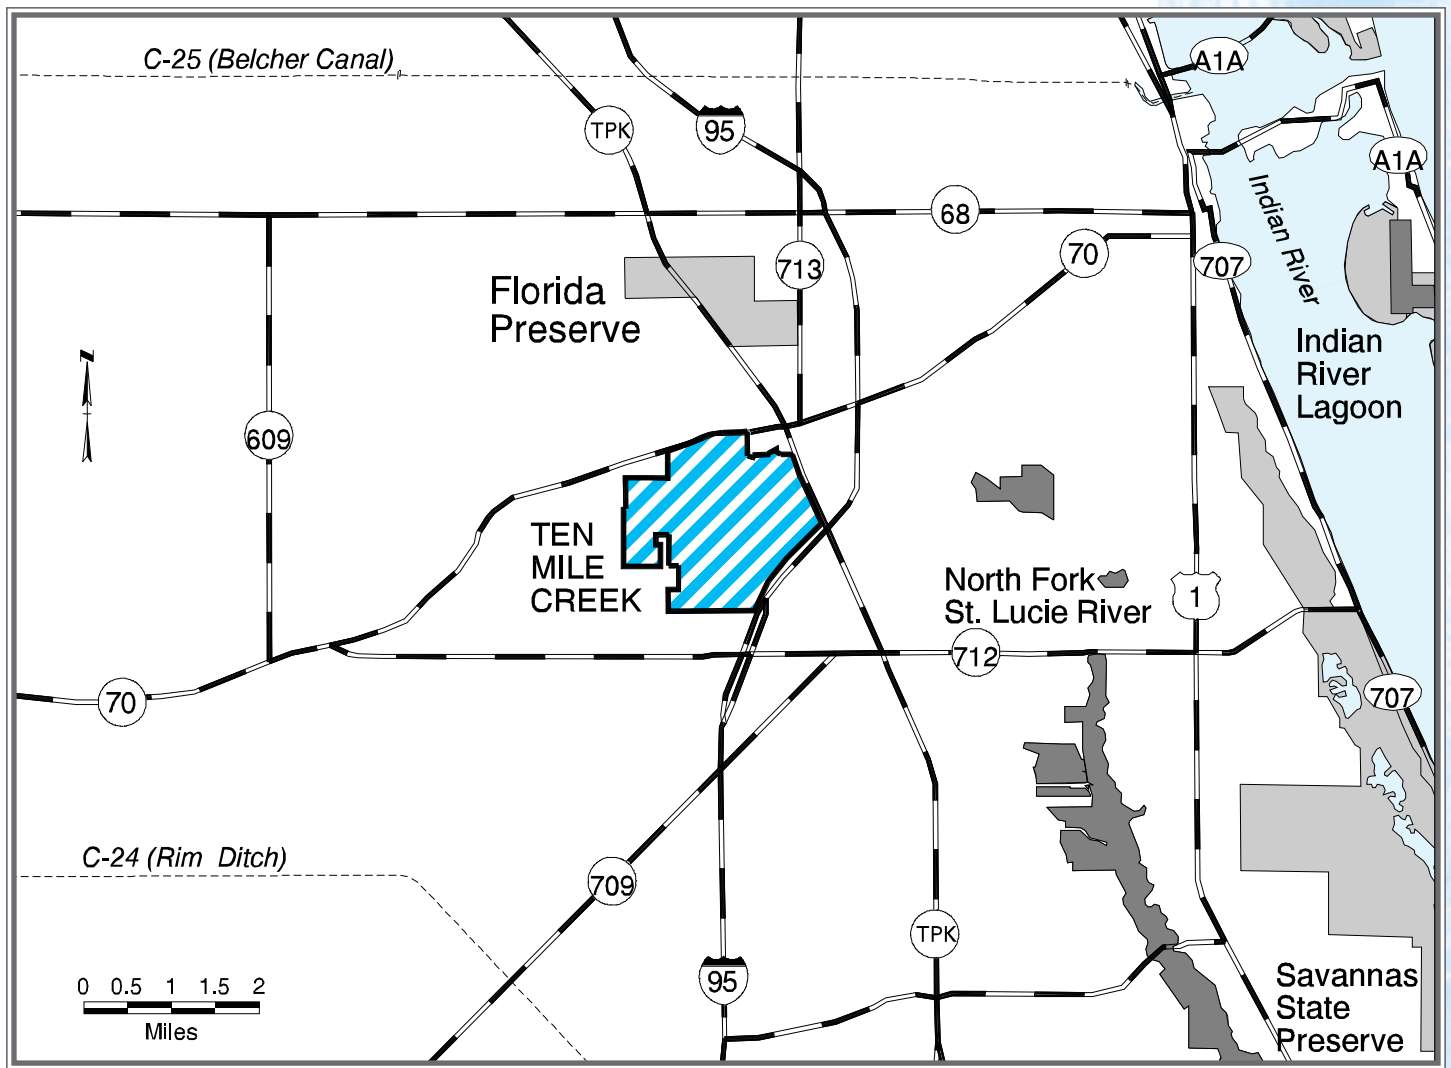 C-25 (Belcher Canal)
A1A
TPK
95
A1A
68
Indian River
70
707
713
Florida
Preserve
Indian
River
Lagoon
609
N
TEN
MILE
CREEK
North Fork
St. Lucie River
1
712
70
707
C-24 (Rim Ditch)
709
TPK
95
Savannas
State
Preserve
0 0.5 1 1.5 2
Miles